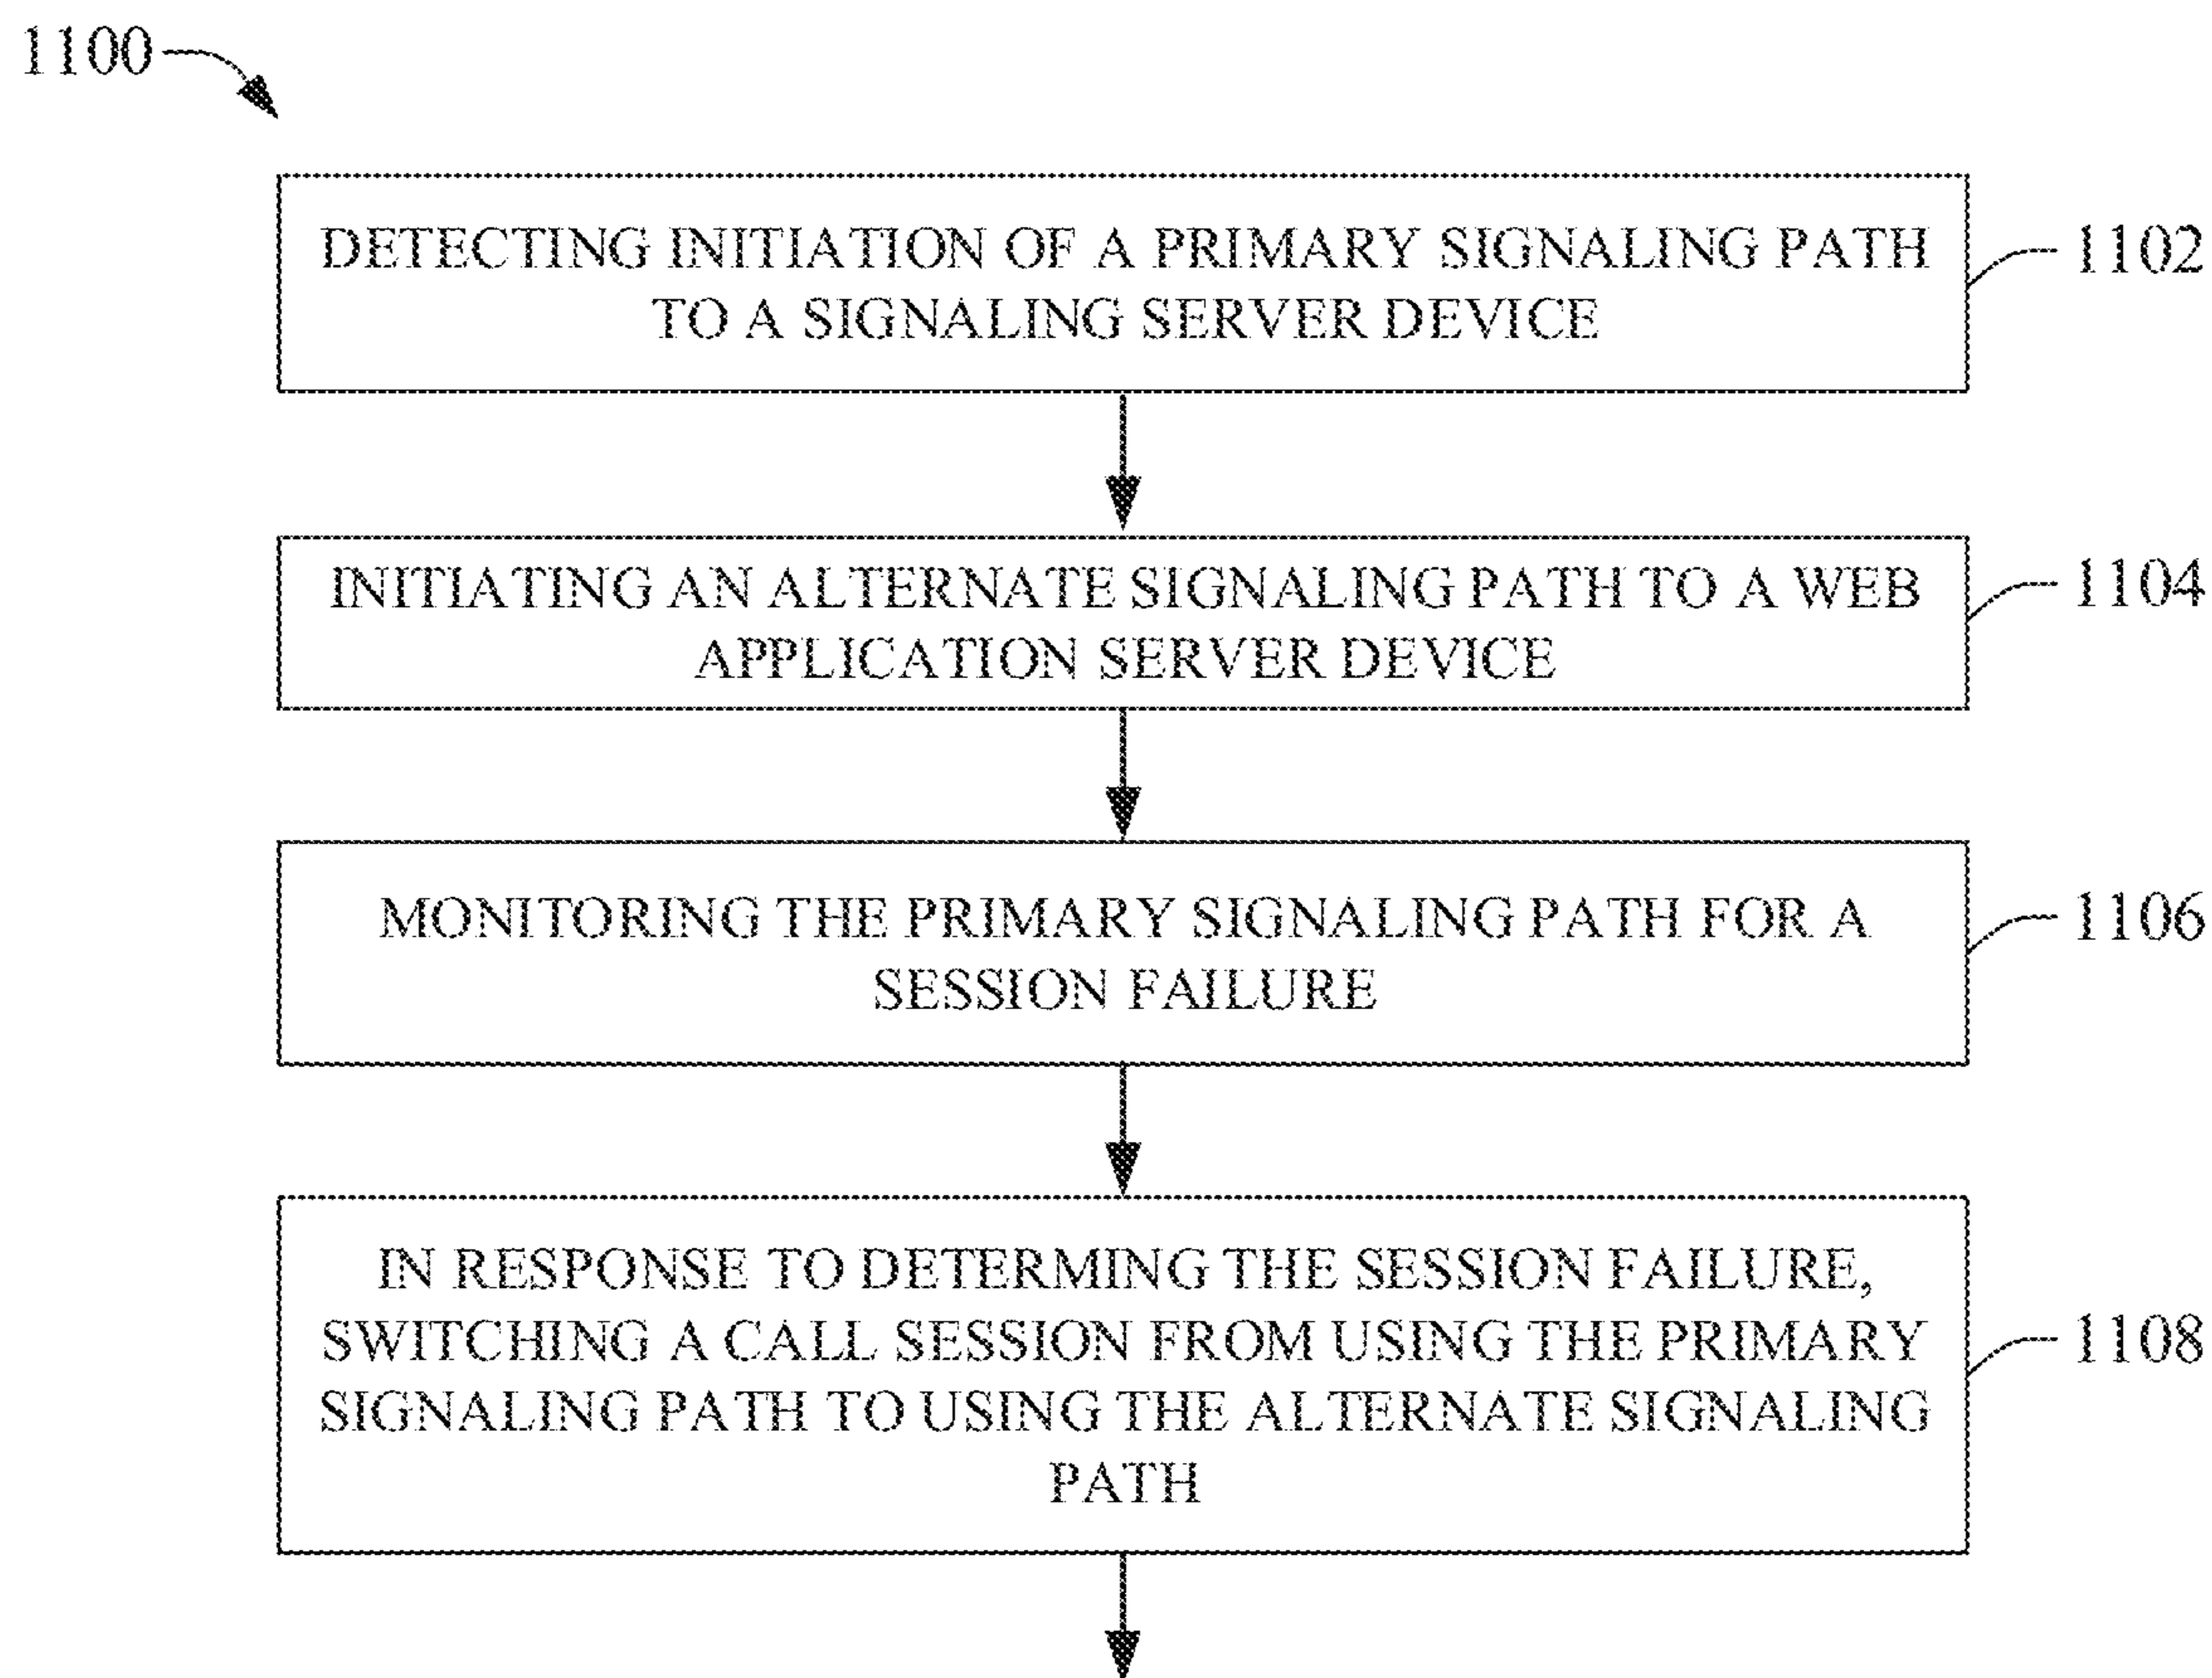 1100
DETECTING INITIATION OF A PRIMARY SIGNALING PATH
TO A SIGNALING SERVER DEVICE
1102
INITIATING AN ALTERNATE SIGNALING PATH TO A WEB
APPLICATION SERVER DEVICE
1104
MONITORING THE PRIMARY SIGNALING PATH FOR A
SESSION FAILURE
1106
IN RESPONSE TO DETERMING THE SESSION FAILURE,
SWITCHING A CALL SESSION FROM USING THE PRIMARY
SIGNALING PATH TO USING THE ALTERNATE SIGNALING
PATH
1108